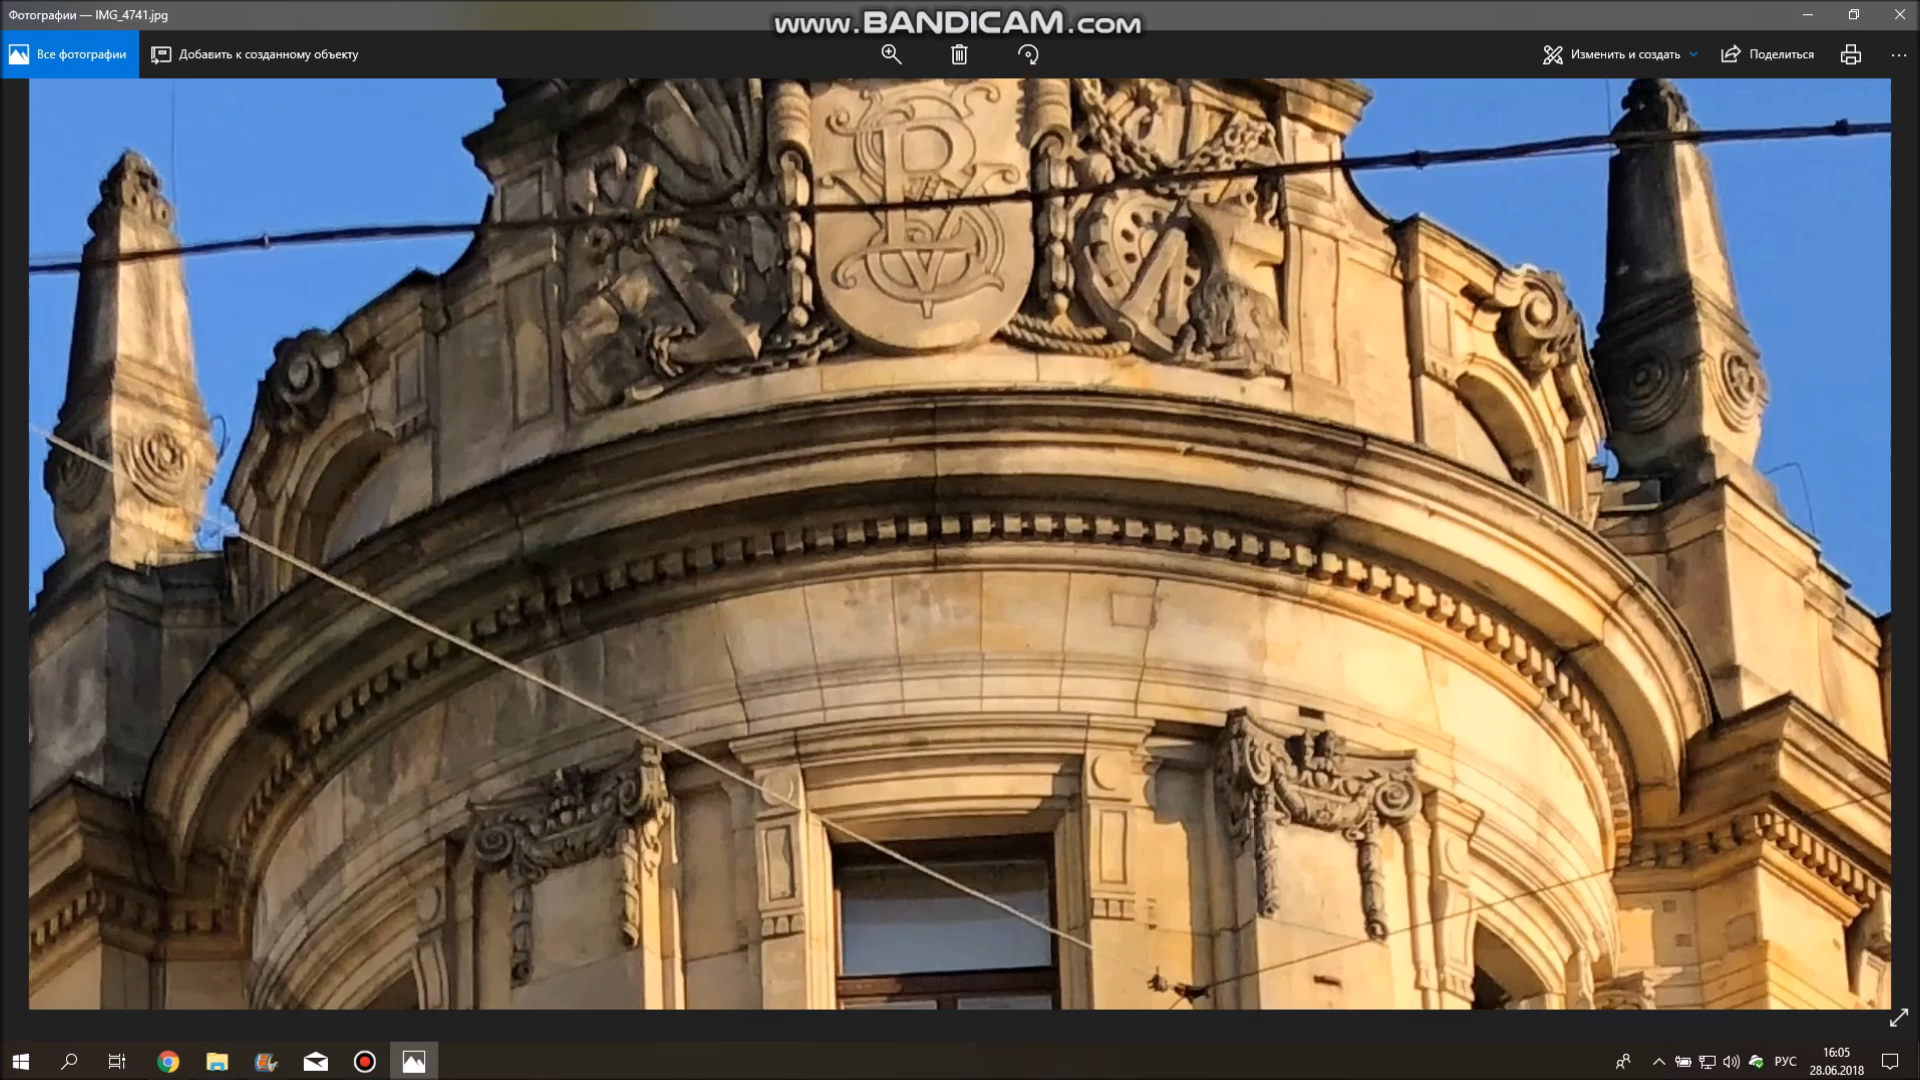 Фотографии — IMG_4741.jpg
www.BANDICAM.com
Все фотографии
Добавить к созданному объекту
Изменить и создать
Поделиться
РУС
16:05
28.06.2018